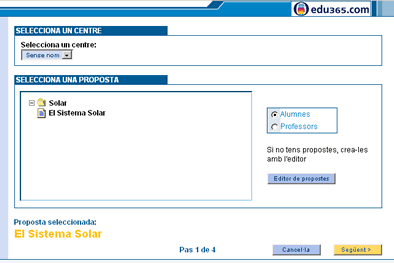 edu365.com
SELECCIONA UN CENTRE
Selecciona un centre:
Sense nom
SELECCIONA UNA PROPOSTA
Solar
El Sistema Solar
Alumnes
Professors
Si no tens propostes, crea-les
amb l'editor
Editor de propostes
Proposta seleccionada:
El Sistema Solar
Pas 1 de 4
Cancel·la
Següent >